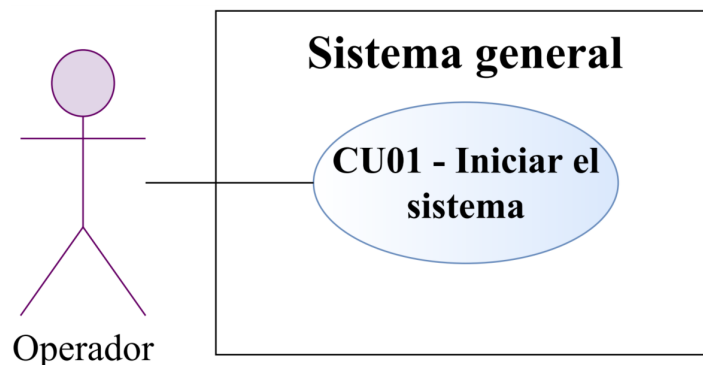 Sistema general
CU01 - Iniciar el
sistema
Operador